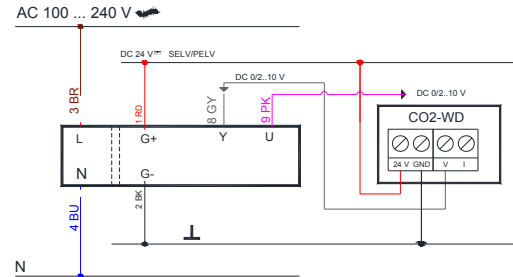 AC 100 ... 240 V
DC 24 V⎓ SELV/PELV
DC 0/2..10 V
DC 0/2..10 V
3 BR
1 RD
8 GY
9 PK
CO2-WD
L
G+
Y
U
24 V
GND
V
I
N
G-
4 BU
2 BK
N